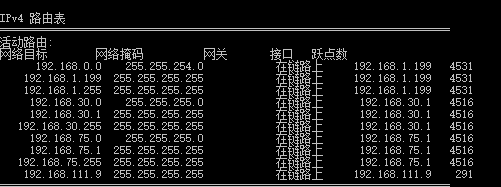 IPv4 路由表
活动路由:
网络目标 网络掩码 网关 接口 跃点数
192.168.0.0 255.255.254.0 在链路上 192.168.1.199 4531
192.168.1.199 255.255.255.255 在链路上 192.168.1.199 4531
192.168.1.255 255.255.255.255 在链路上 192.168.1.199 4531
192.168.30.0 255.255.255.0 在链路上 192.168.30.1 4516
192.168.30.1 255.255.255.255 在链路上 192.168.30.1 4516
192.168.30.255 255.255.255.255 在链路上 192.168.30.1 4516
192.168.75.0 255.255.255.0 在链路上 192.168.75.1 4516
192.168.75.1 255.255.255.255 在链路上 192.168.75.1 4516
192.168.75.255 255.255.255.255 在链路上 192.168.75.1 4516
192.168.111.9 255.255.255.255 在链路上 192.168.111.9 291